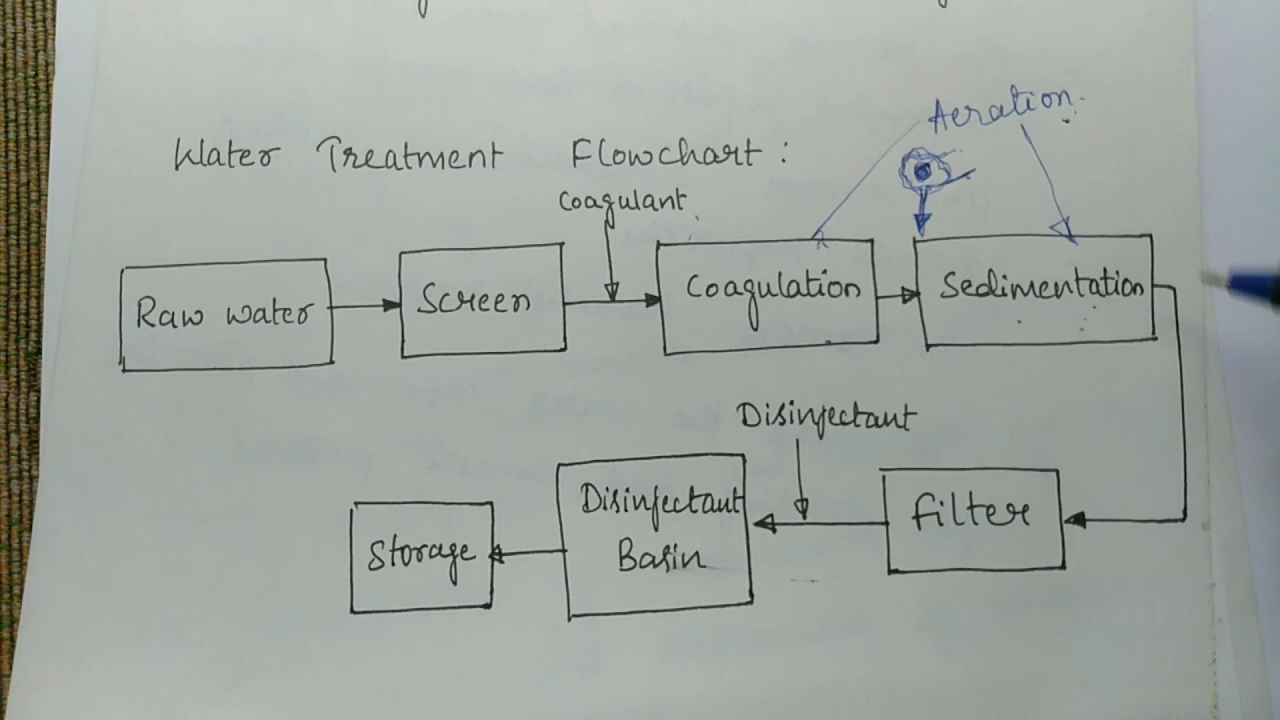 Aeration.
Water Treatment Flowchart :
Coagulant
Raw water
Screen
Coagulation
Sedimentation
Disinfectant
Filter
Disinfectant
Basin
Storage